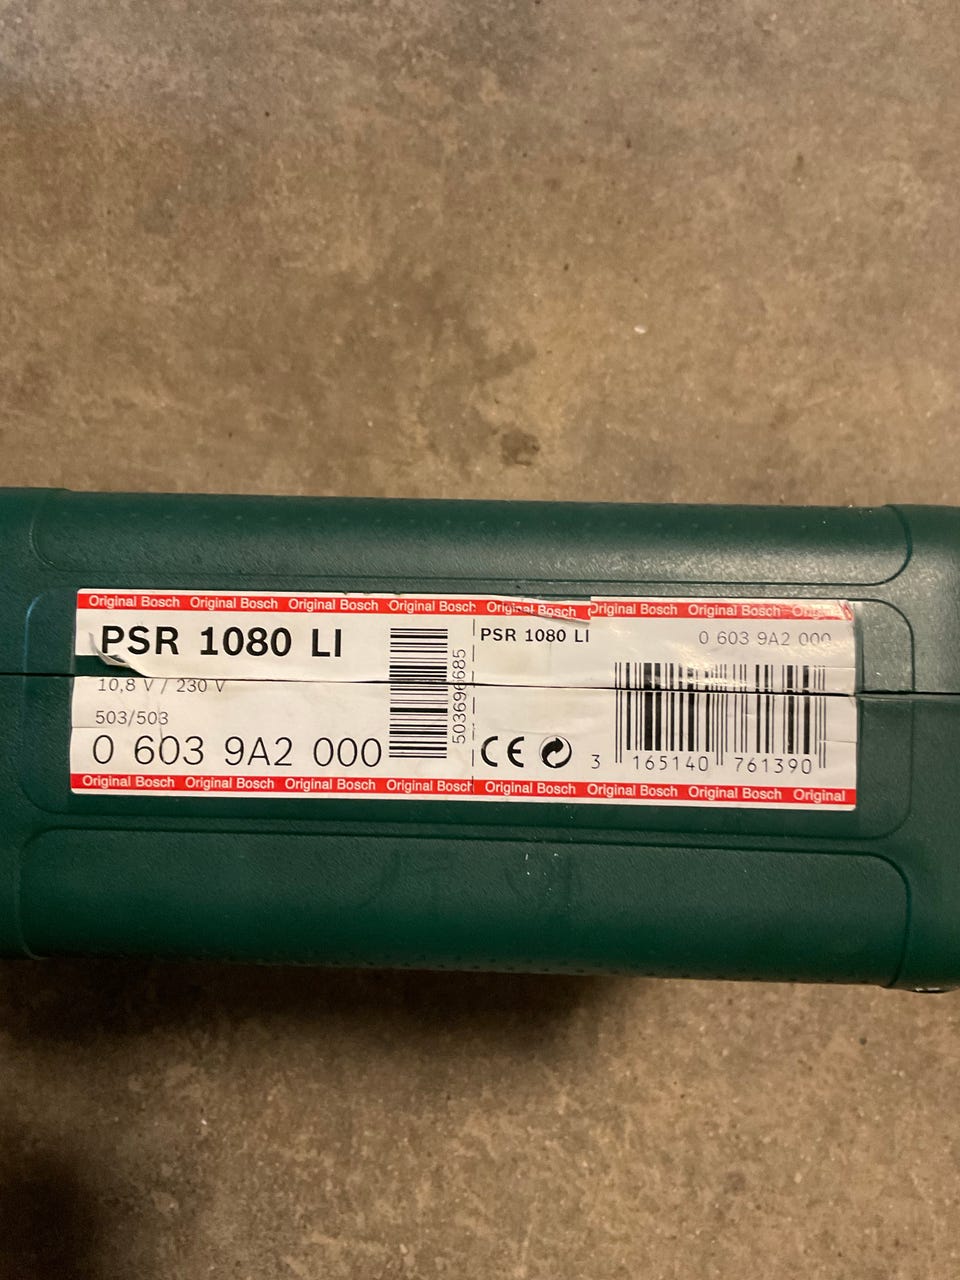 Original Bosch Original Bosch Original Bosch Original Bosch Original Bosch Original Bosch Original Bosch
PSR 1080 LI
10,8 V / 230 V
503/503
0 603 9A2 000
503696685
PSR 1080 LI
0 603 9A2 000
CE
3 165140 761390
Original Bosch Original Bosch Original Bosch Original Bosch Original Bosch Original Bosch Original Bosch Original